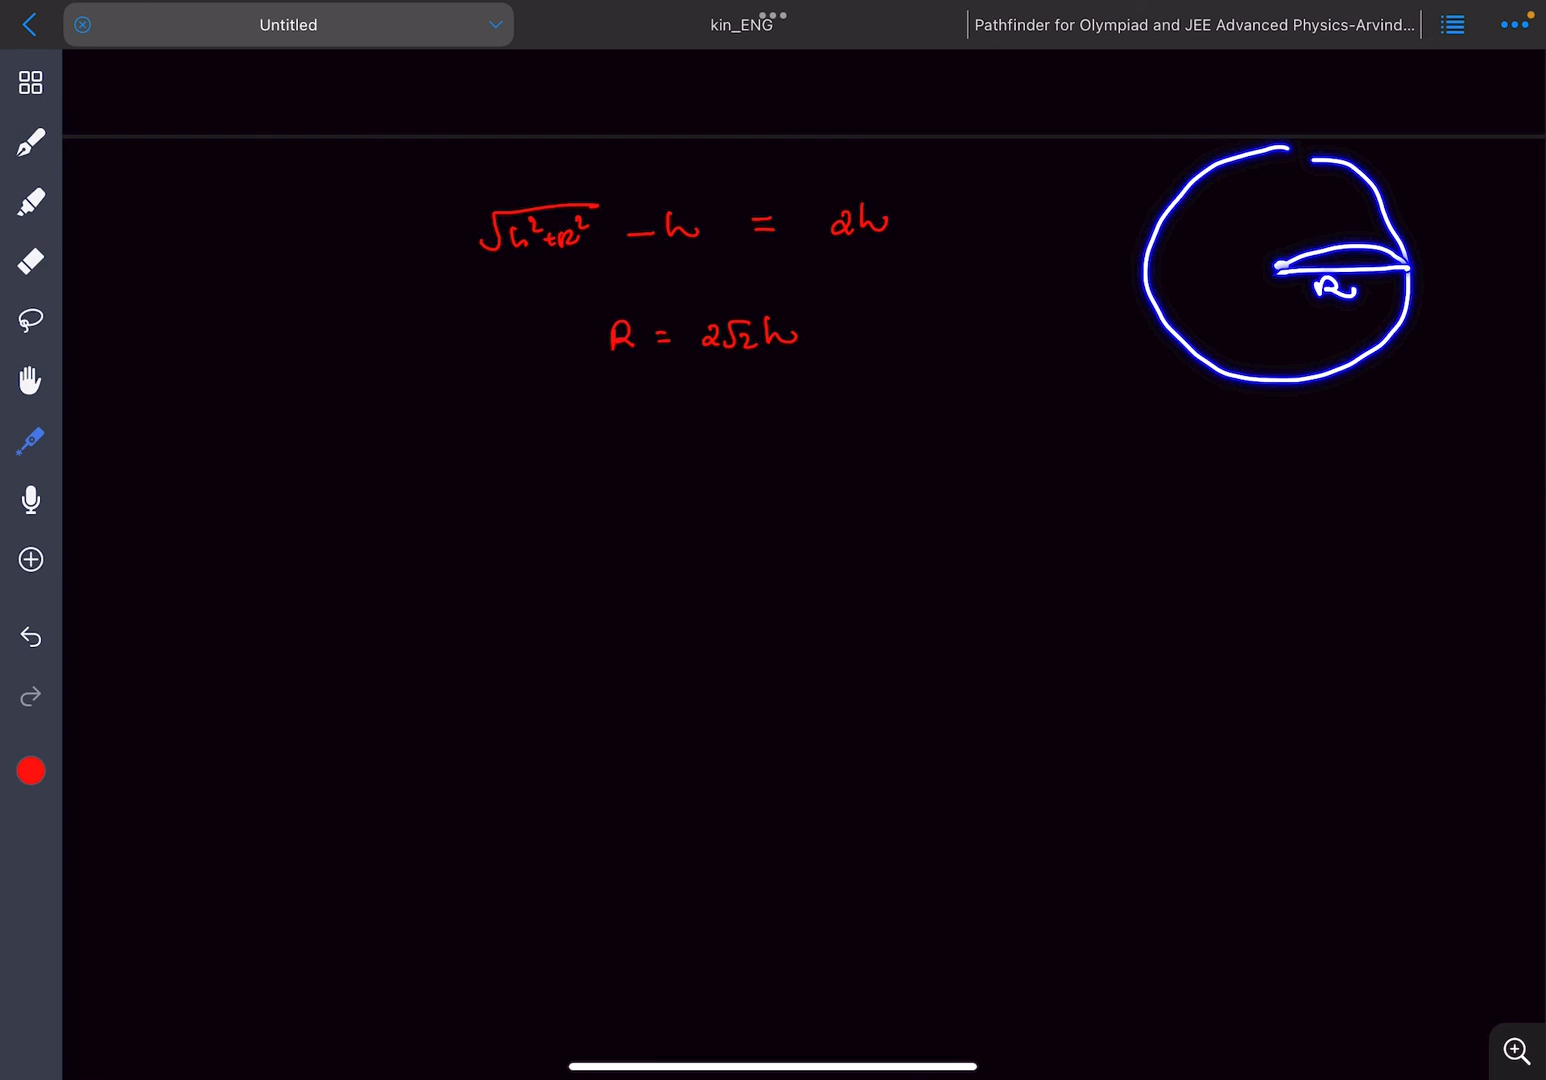 Untitled
kin_ENG
Pathfinder for Olympiad and JEE Advanced Physics-Arvind...
√(h²+R²) - h = 2h
R = 2√2 h
R